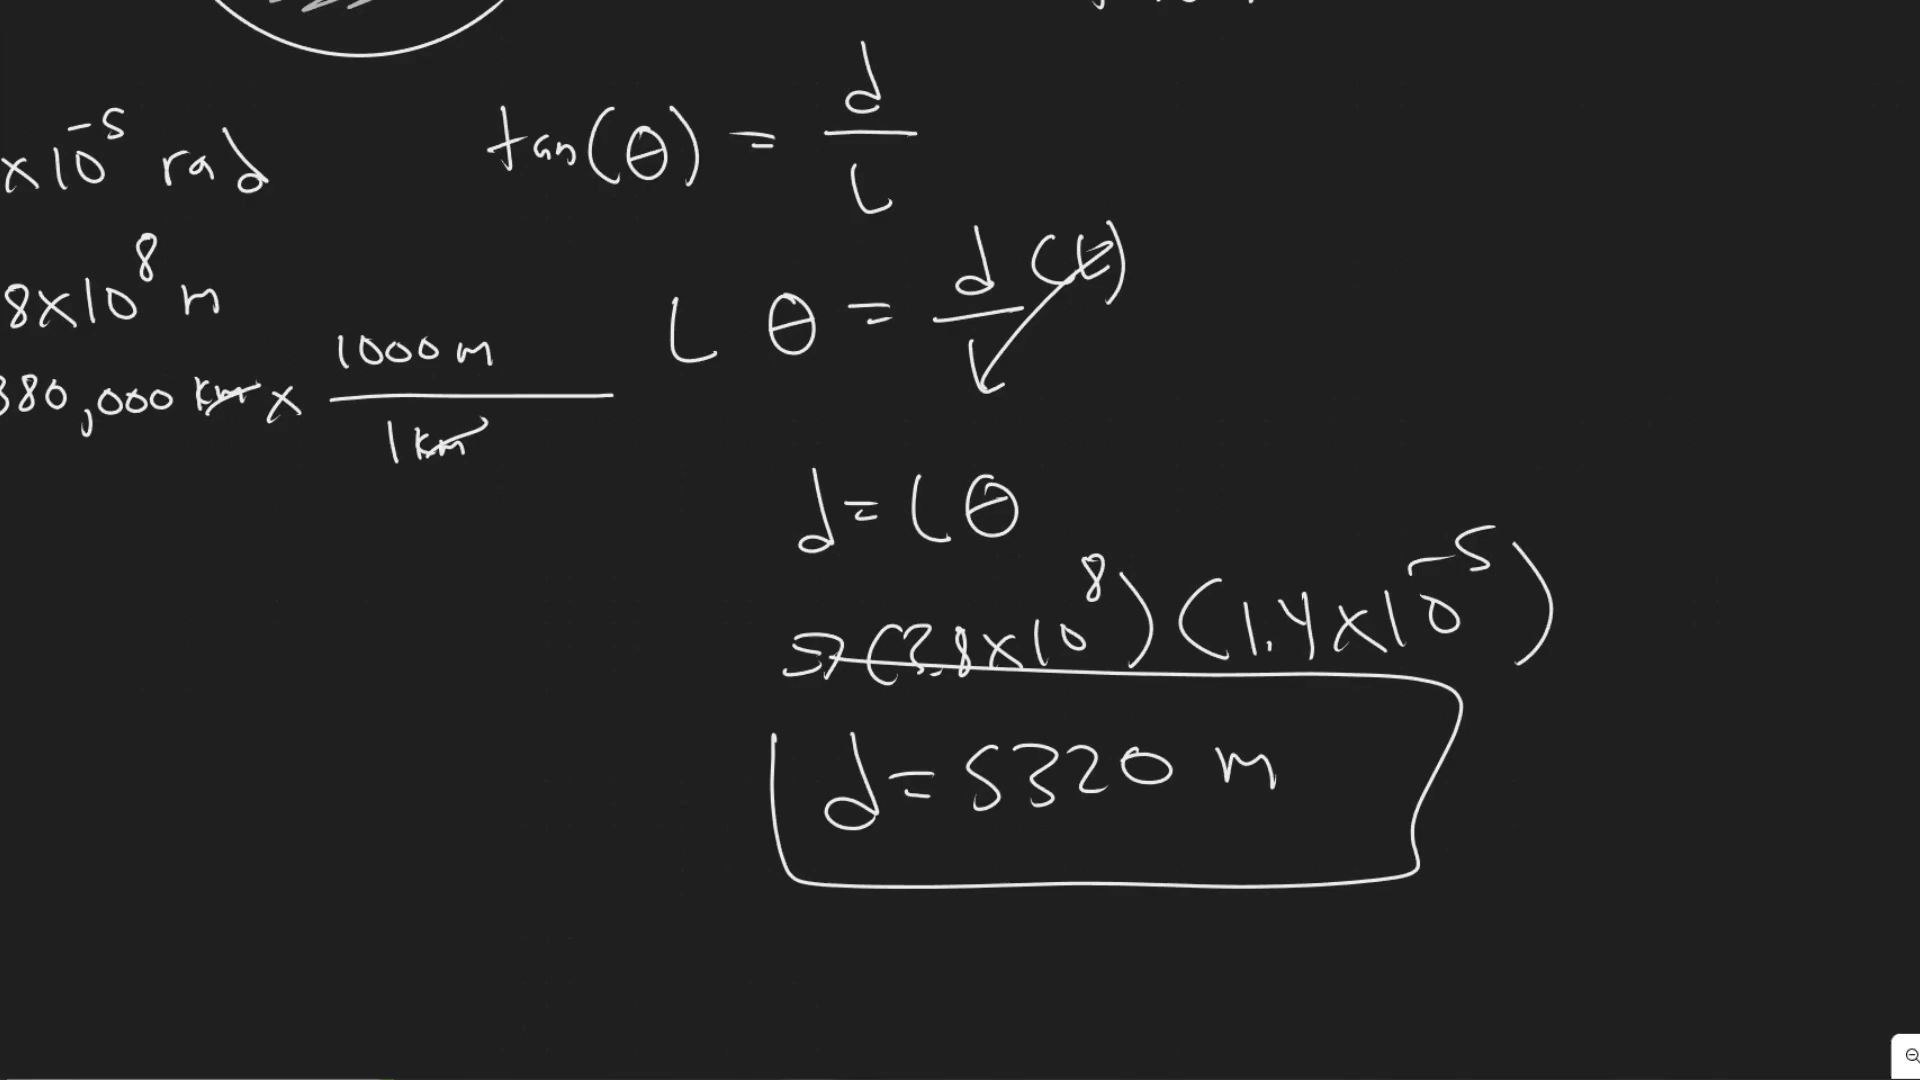 x10^-5 rad
8x10^8 m
380,000 km x 1000 m / 1 km
tan(θ) = d / L
L θ = d (L) / L
d = L θ
= (3.8x10^8) (1.4x10^-5)
d = 5320 m